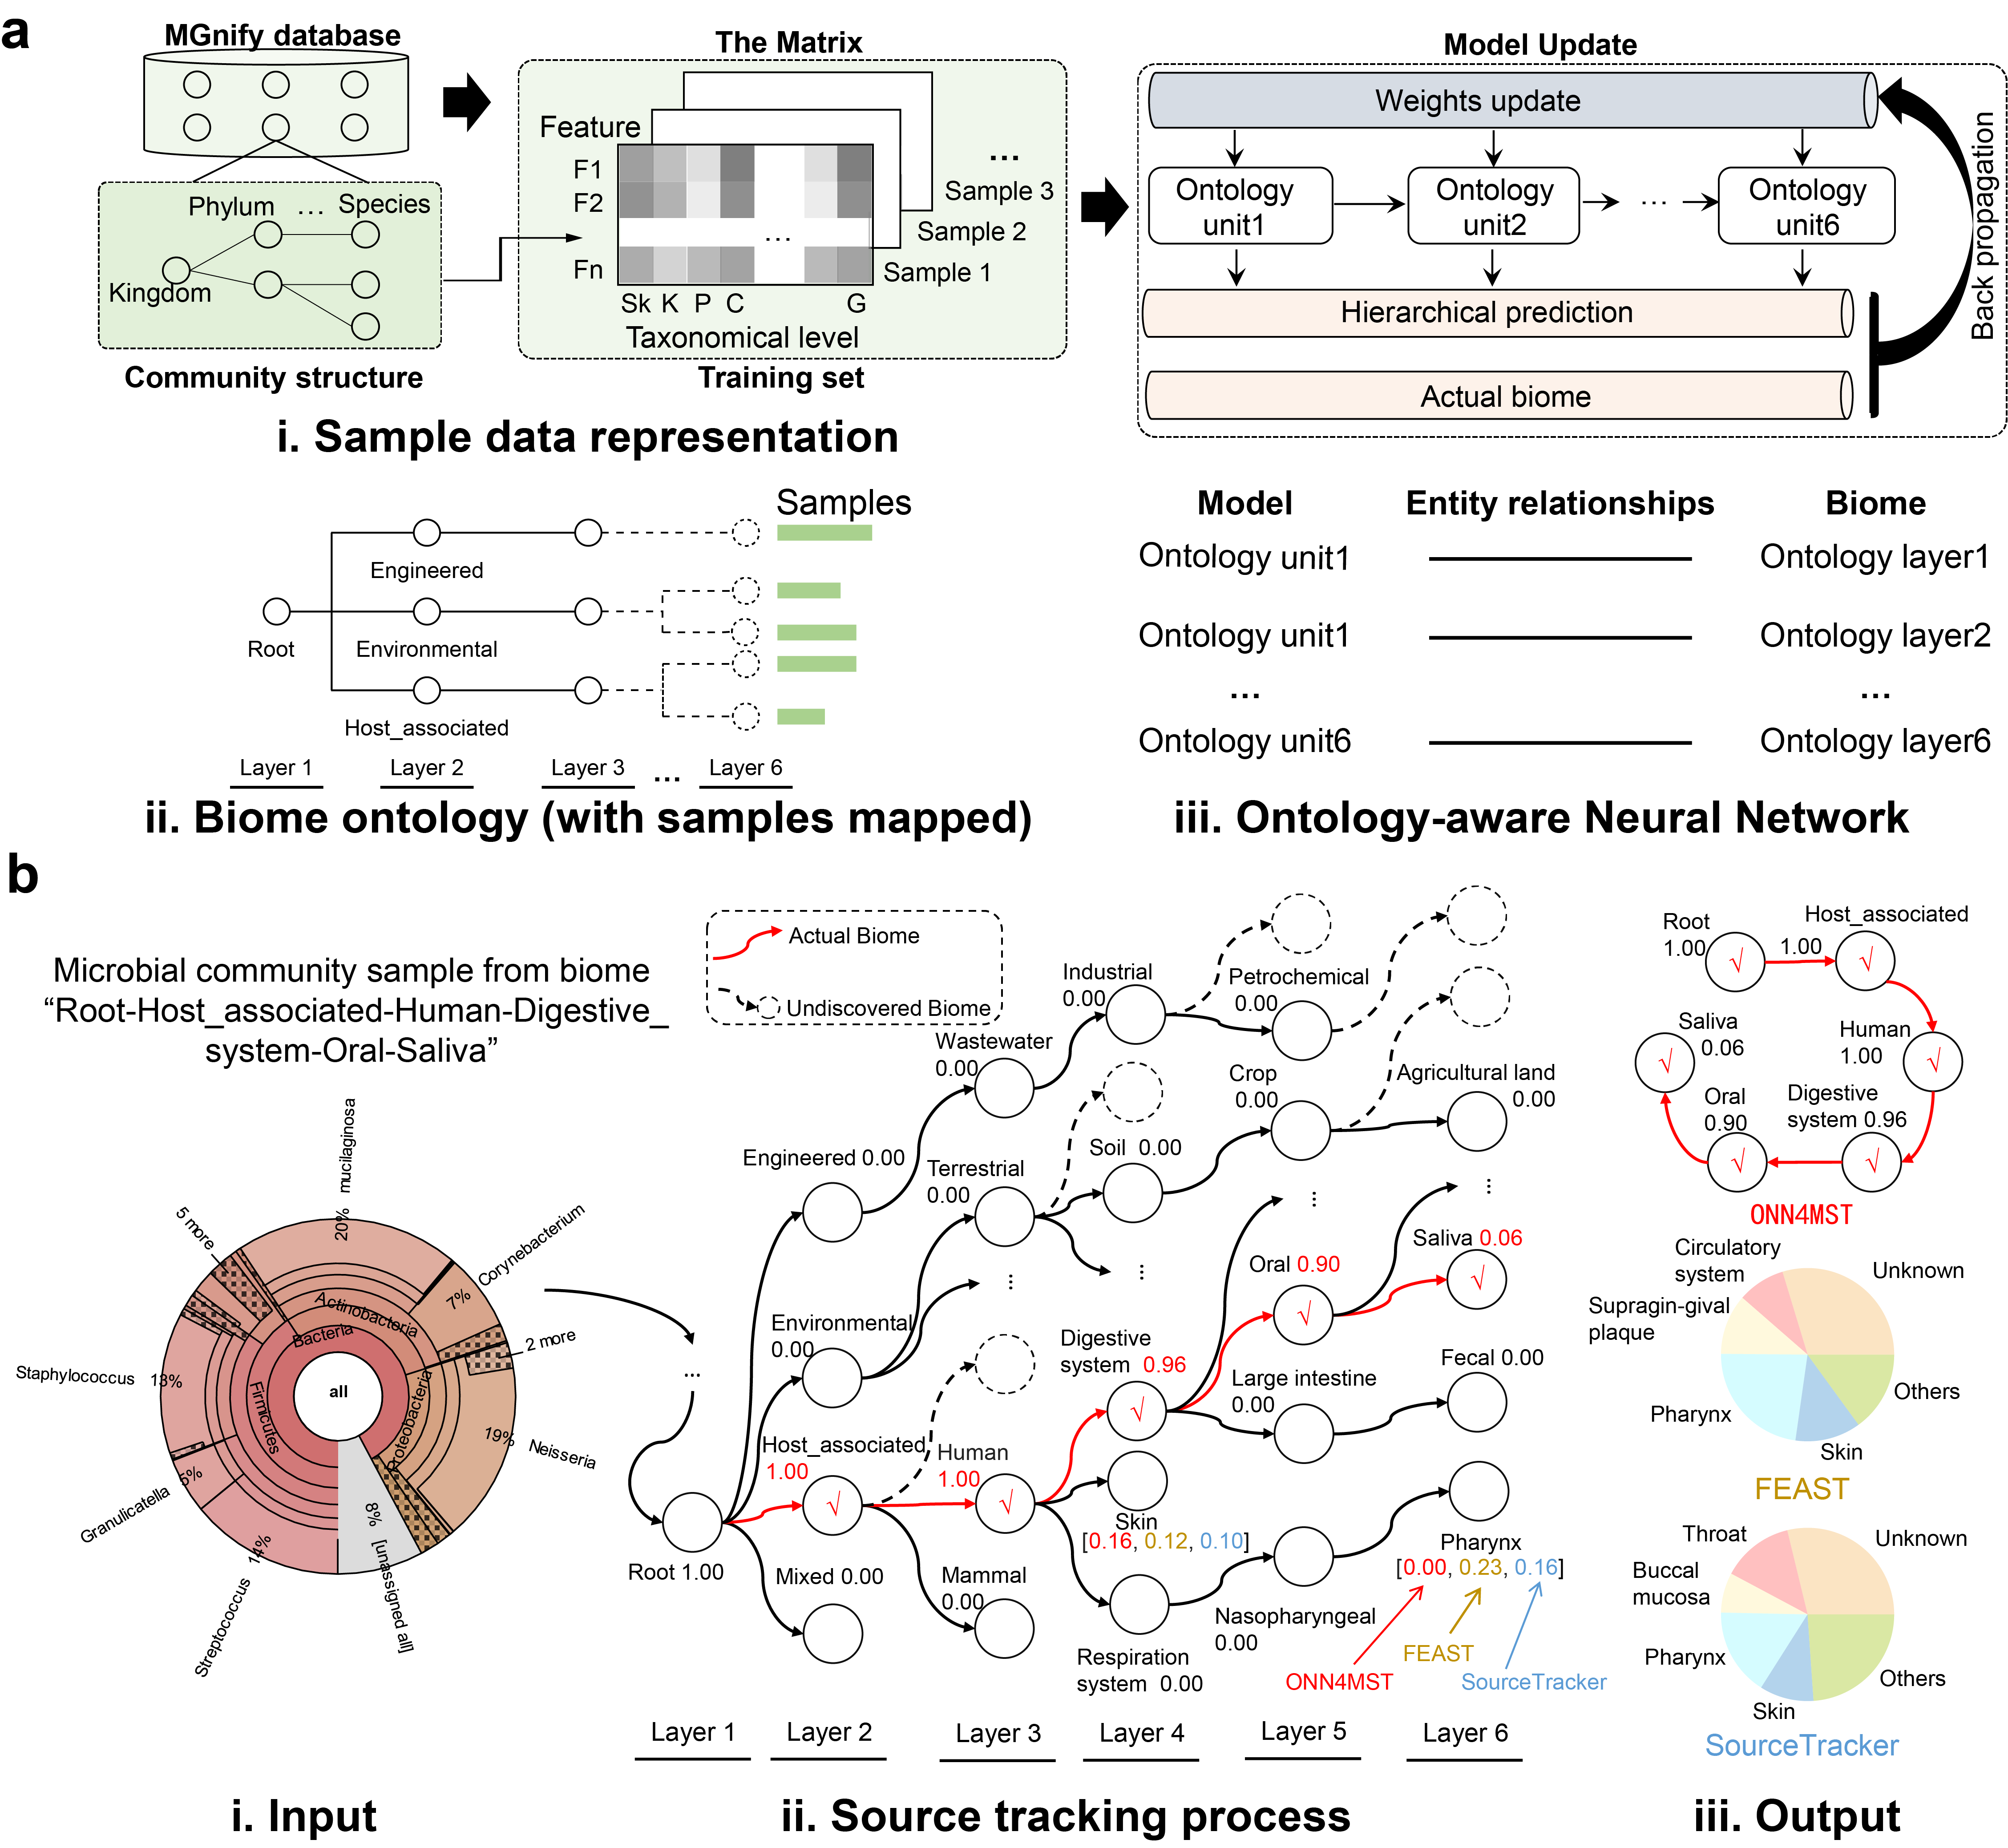 a
MGnify database
Phylum ... Species
Kingdom
Community structure
The Matrix
Feature
F1
F2
Fn
...
...
Sample 3
Sample 2
Sample 1
Sk K P C G
Taxonomical level
Training set
i. Sample data representation
Model Update
Weights update
Ontology
unit1
Ontology
unit2
...
Ontology
unit6
Hierarchical prediction
Actual biome
Back propagation
Samples
Engineered
Root
Environmental
Host_associated
Layer 1
Layer 2
Layer 3
...
Layer 6
ii. Biome ontology (with samples mapped)
Model Entity relationships Biome
Ontology unit1 Ontology layer1
Ontology unit1 Ontology layer2
... ...
Ontology unit6 Ontology layer6
iii. Ontology-aware Neural Network
b
Microbial community sample from biome
“Root-Host_associated-Human-Digestive_
system-Oral-Saliva”
all
Bacteria
Actinobacteria
Firmicutes
Proteobacteria
20% mucilaginosa
7% Corynebacterium
2 more
19% Neisseria
8% [unassigned all]
14% Streptococcus
5% Granulicatella
Staphylococcus 13%
5 more
i. Input
Actual Biome
Undiscovered Biome
...
Root 1.00
Engineered 0.00
Environmental
0.00
Host_associated
1.00
√
Mixed 0.00
Wastewater
0.00
Terrestrial
0.00
...
Human
1.00
√
Mammal
0.00
Industrial
0.00
Soil 0.00
...
Digestive
system 0.96
√
Skin
[0.16, 0.12, 0.10]
Respiration
system 0.00
Petrochemical
0.00
Crop
0.00
...
Oral 0.90
√
Large intestine
0.00
Nasopharyngeal
0.00
Agricultural land
0.00
...
Saliva 0.06
√
Fecal 0.00
Pharynx
[0.00, 0.23, 0.16]
ONN4MST
FEAST
SourceTracker
Layer 1
Layer 2
Layer 3
Layer 4
Layer 5
Layer 6
ii. Source tracking process
Root
1.00
√
1.00
Host_associated
√
Human
1.00
√
Digestive
system 0.96
√
Oral
0.90
√
Saliva
0.06
√
ONN4MST
Circulatory
system
Unknown
Supragin-gival
plaque
Others
Pharynx
Skin
FEAST
Throat
Unknown
Buccal
mucosa
Pharynx
Others
Skin
SourceTracker
iii. Output